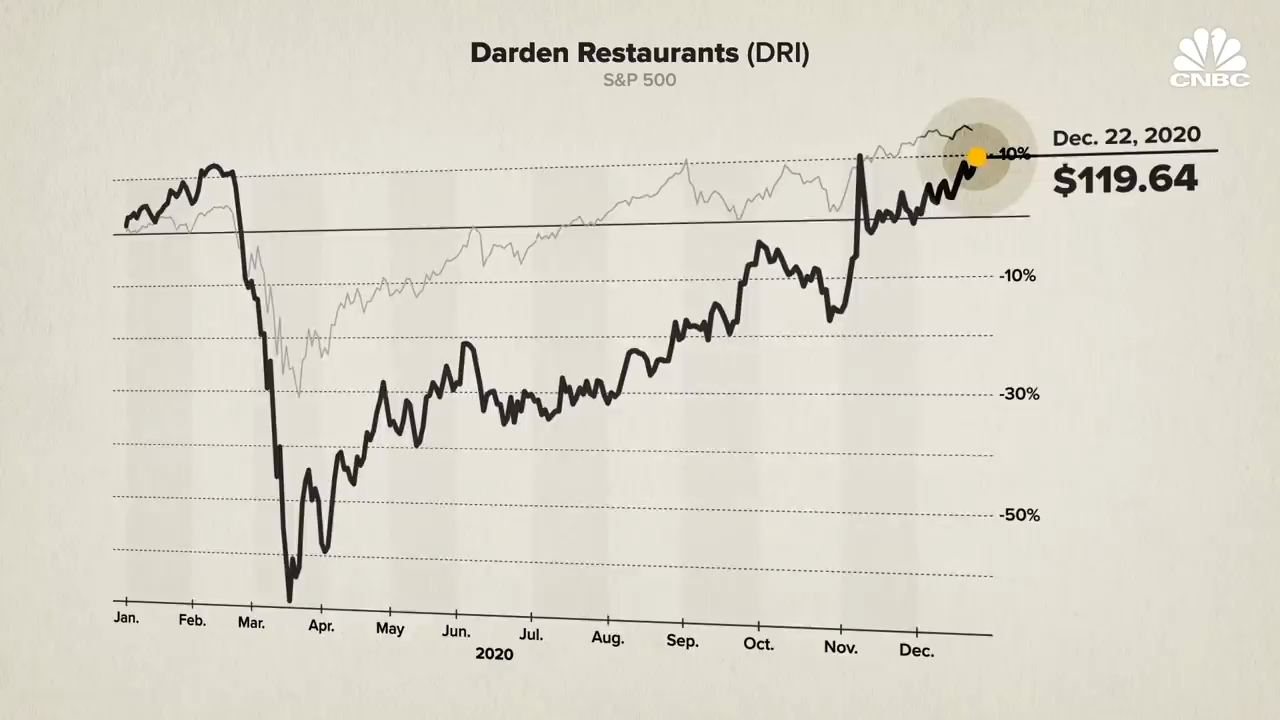 Darden Restaurants (DRI)
S&P 500
CNBC
Dec. 22, 2020
$119.64
10%
-10%
-30%
-50%
Jan. Feb. Mar. Apr. May Jun. Jul. Aug. Sep. Oct. Nov. Dec.
2020